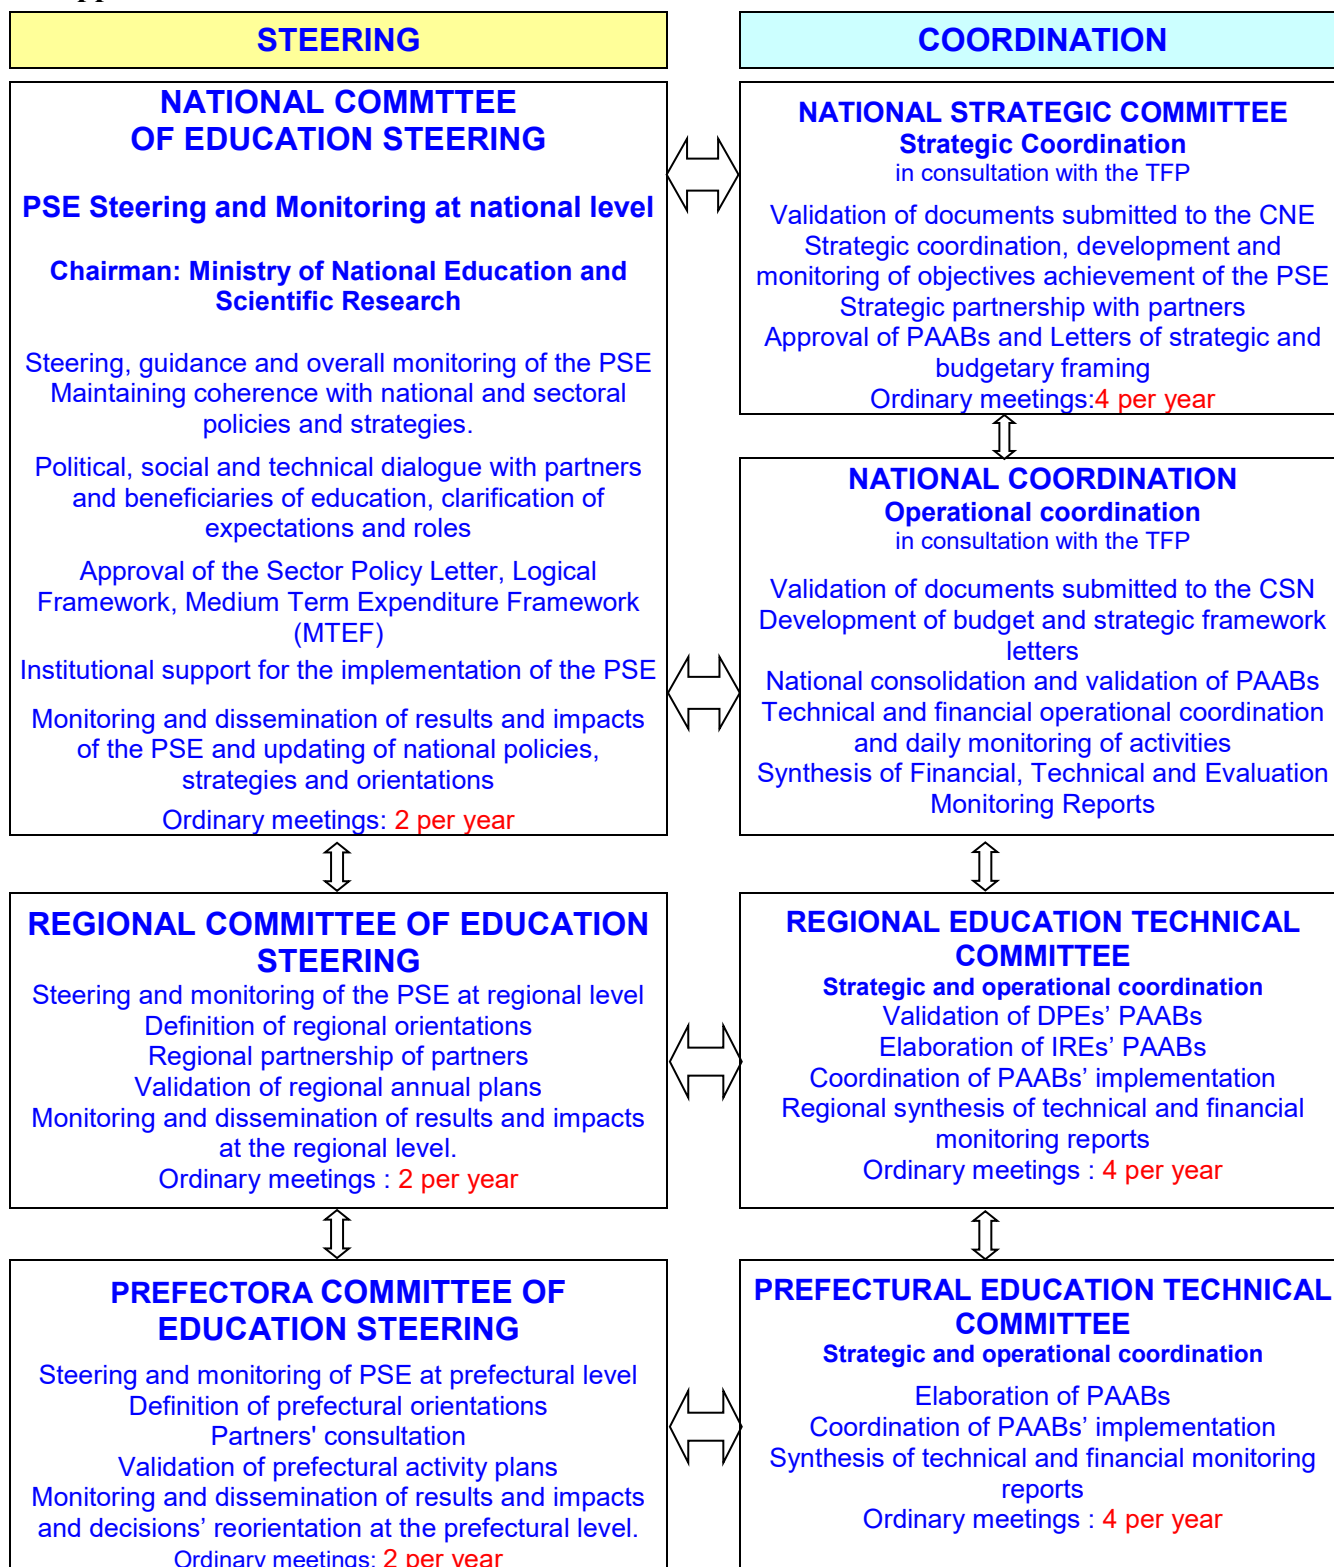 STEERING
COORDINATION
NATIONAL COMMTTEE
OF EDUCATION STEERING
PSE Steering and Monitoring at national level
Chairman: Ministry of National Education and
Scientific Research
Steering, guidance and overall monitoring of the PSE
Maintaining coherence with national and sectoral
policies and strategies.
Political, social and technical dialogue with partners
and beneficiaries of education, clarification of
expectations and roles
Approval of the Sector Policy Letter, Logical
Framework, Medium Term Expenditure Framework
(MTEF)
Institutional support for the implementation of the PSE
Monitoring and dissemination of results and impacts
of the PSE and updating of national policies,
strategies and orientations
Ordinary meetings: 2 per year
NATIONAL STRATEGIC COMMITTEE
Strategic Coordination
in consultation with the TFP
Validation of documents submitted to the CNE
Strategic coordination, development and
monitoring of objectives achievement of the PSE
Strategic partnership with partners
Approval of PAABs and Letters of strategic and
budgetary framing
Ordinary meetings:4 per year
NATIONAL COORDINATION
Operational coordination
in consultation with the TFP
Validation of documents submitted to the CSN
Development of budget and strategic framework
letters
National consolidation and validation of PAABs
Technical and financial operational coordination
and daily monitoring of activities
Synthesis of Financial, Technical and Evaluation
Monitoring Reports
REGIONAL COMMITTEE OF EDUCATION
STEERING
Steering and monitoring of the PSE at regional level
Definition of regional orientations
Regional partnership of partners
Validation of regional annual plans
Monitoring and dissemination of results and impacts
at the regional level.
Ordinary meetings : 2 per year
REGIONAL EDUCATION TECHNICAL
COMMITTEE
Strategic and operational coordination
Validation of DPEs’ PAABs
Elaboration of IREs’ PAABs
Coordination of PAABs’ implementation
Regional synthesis of technical and financial
monitoring reports
Ordinary meetings : 4 per year
PREFECTORA COMMITTEE OF
EDUCATION STEERING
Steering and monitoring of PSE at prefectural level
Definition of prefectural orientations
Partners' consultation
Validation of prefectural activity plans
Monitoring and dissemination of results and impacts
and decisions’ reorientation at the prefectural level.
Ordinary meetings: 2 per year
PREFECTURAL EDUCATION TECHNICAL
COMMITTEE
Strategic and operational coordination
Elaboration of PAABs
Coordination of PAABs’ implementation
Synthesis of technical and financial monitoring
reports
Ordinary meetings : 4 per year